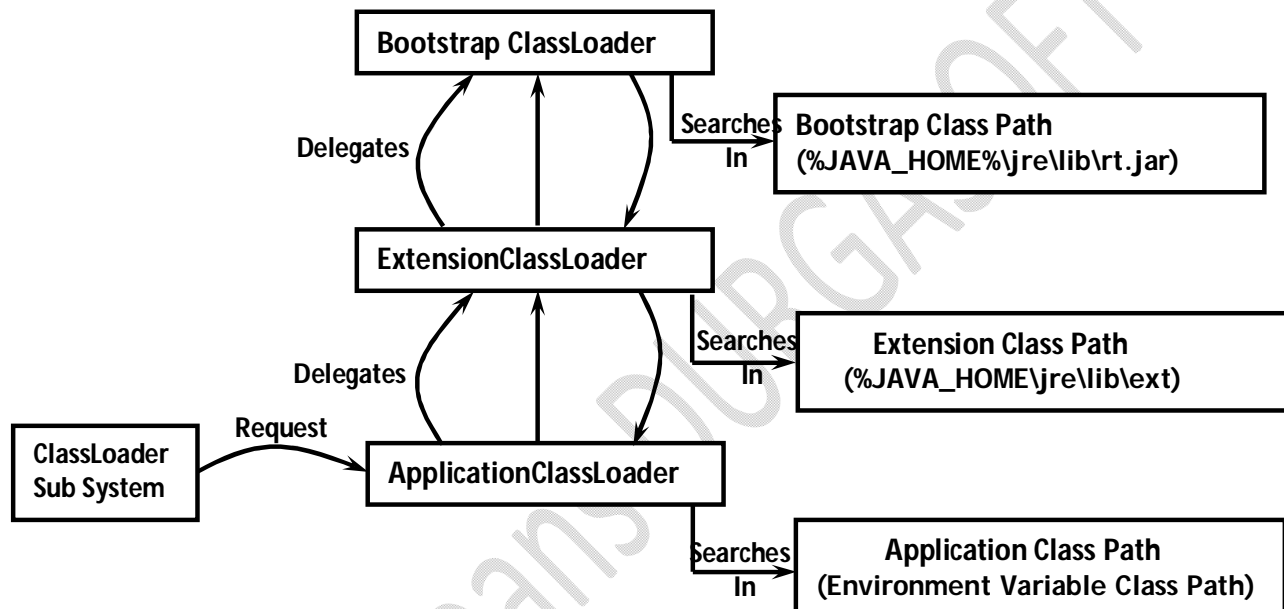 Bootstrap ClassLoader
Searches
In
Bootstrap Class Path
(%JAVA_HOME%\jre\lib\rt.jar)
Delegates
ExtensionClassLoader
Searches
In
Extension Class Path
(%JAVA_HOME\jre\lib\ext)
Delegates
Request
ClassLoader
Sub System
ApplicationClassLoader
Searches
In
Application Class Path
(Environment Variable Class Path)
ans DURGASOFT